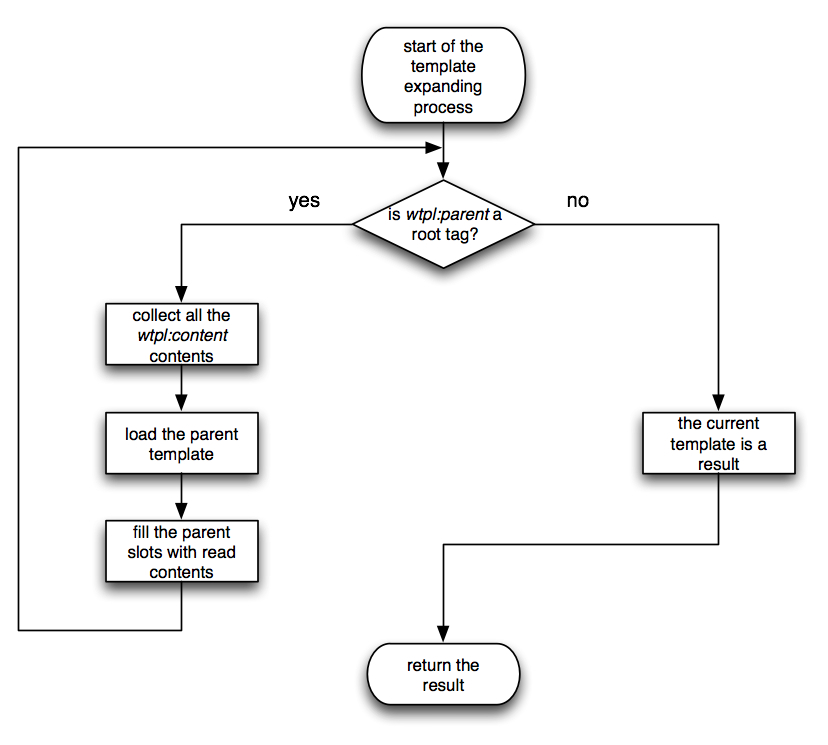 start of the
template
expanding
process
yes
no
is wtpl:parent a
root tag?
collect all the
wtpl:content
contents
load the parent
template
the current
template is a
result
fill the parent
slots with read
contents
return the
result